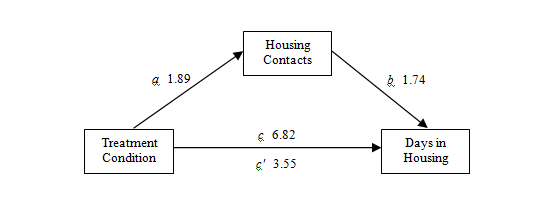 Housing
Contacts
a 1.89
b 1.74
Treatment
Condition
c 6.82
c' 3.55
Days in
Housing